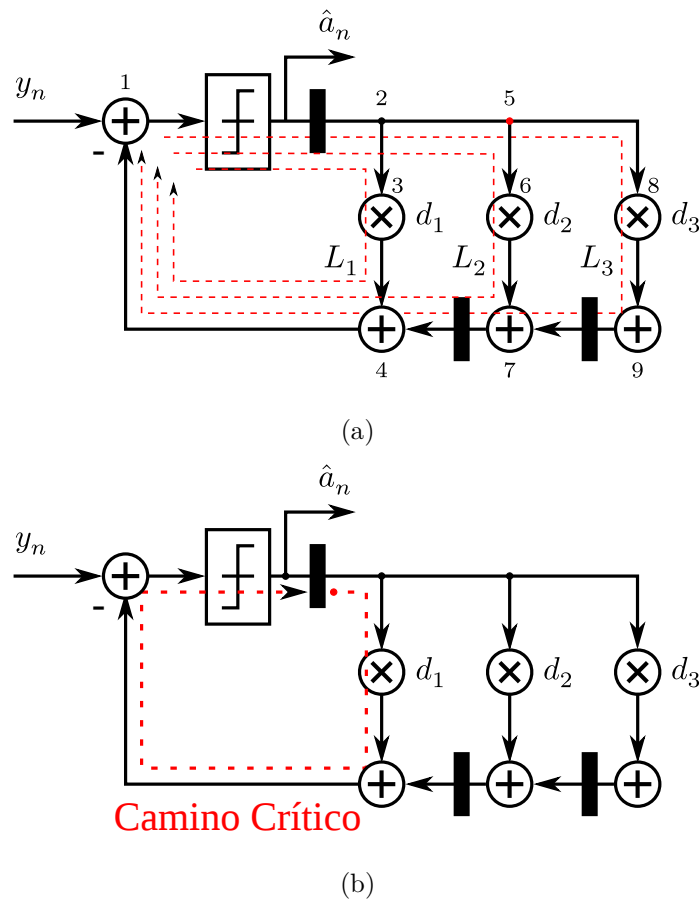 â_n
1
y_n
2
5
-
3
6
8
d_1
d_2
d_3
L_1
L_2
L_3
4
7
9
(a)
â_n
y_n
-
d_1
d_2
d_3
Camino Crítico
(b)